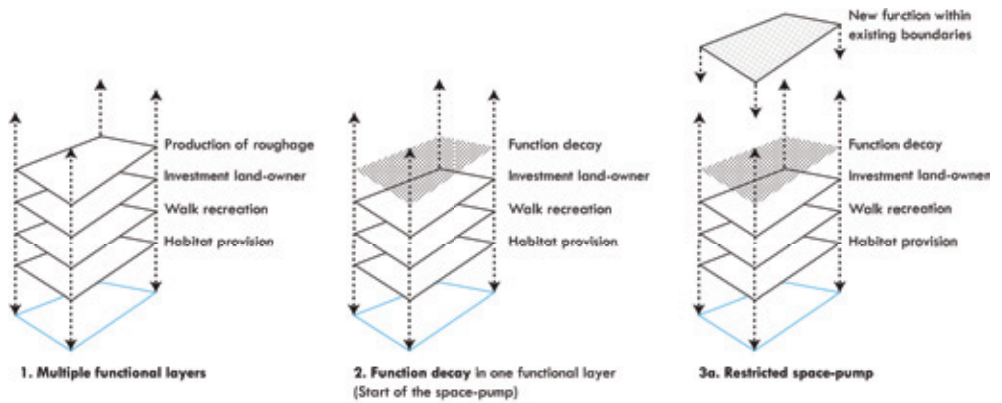 Production of roughage
Investment land-owner
Walk recreation
Habitat provision
1. Multiple functional layers
Function decay
Investment land-owner
Walk recreation
Habitat provision
2. Function decay in one functional layer
(Start of the space-pump)
New function within
existing boundaries
Function decay
Investment land-owner
Walk recreation
Habitat provision
3a. Restricted space-pump